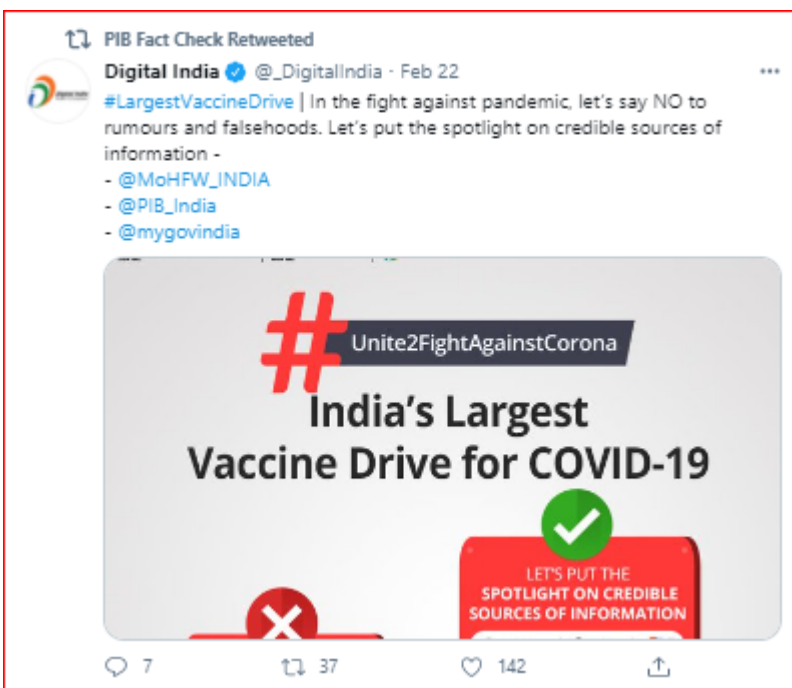 PIB Fact Check Retweeted
Digital India @_DigitalIndia · Feb 22
#LargestVaccineDrive | In the fight against pandemic, let's say NO to
rumours and falsehoods. Let's put the spotlight on credible sources of
information -
- @MoHFW_INDIA
- @PIB_India
- @mygovindia
#
Unite2FightAgainstCorona
India's Largest
Vaccine Drive for COVID-19
LET'S PUT THE
SPOTLIGHT ON CREDIBLE
SOURCES OF INFORMATION
7 37 142